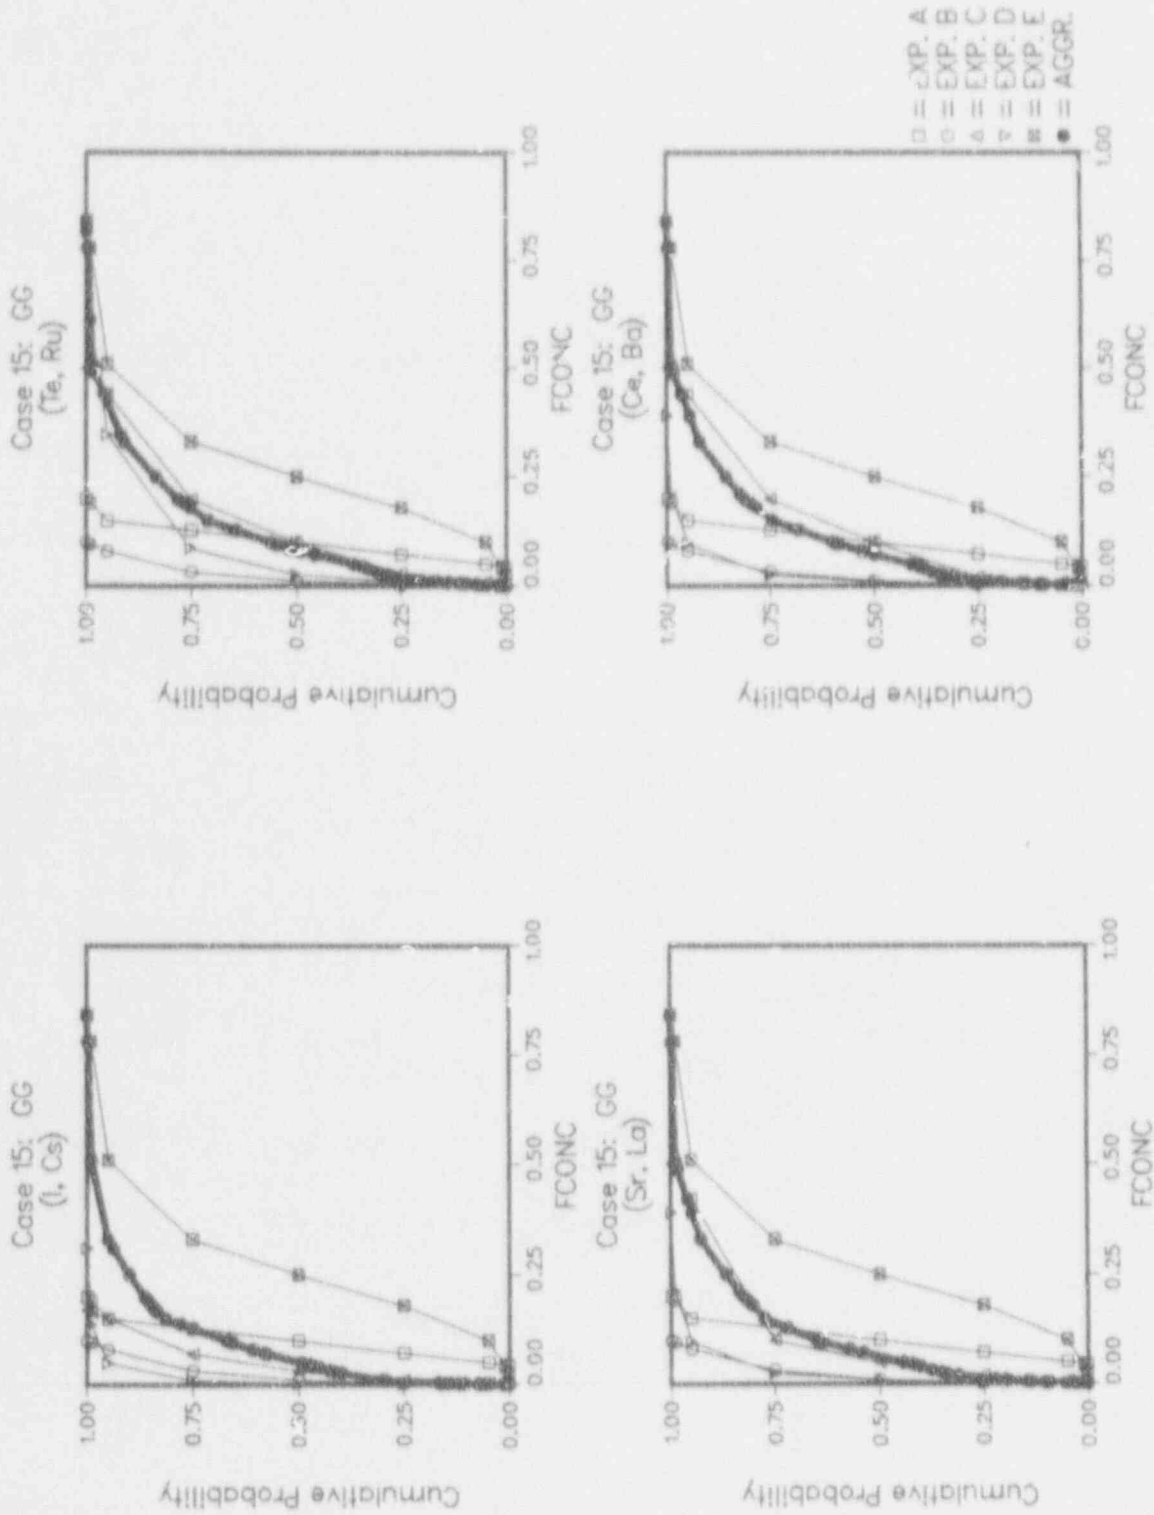 Case 15: GG
(I, Cs)
Cumulative Probability
1.00
0.75
0.30
0.25
0.00
0.00
0.25
0.50
0.75
1.00
FCONC
Case 15: GG
(Te, Ru)
Cumulative Probability
1.00
0.75
0.50
0.25
0.00
0.00
0.25
0.50
0.75
1.00
FCONC
Case 15: GG
(Sr, La)
Cumulative Probability
1.00
0.75
0.50
0.25
0.00
0.00
0.25
0.50
0.75
1.00
FCONC
Case 15: GG
(Ce, Ba)
Cumulative Probability
1.00
0.75
0.50
0.25
0.00
0.00
0.25
0.50
0.75
1.00
FCONC
□ = EXP. A
○ = EXP. B
△ = EXP. C
▽ = EXP. D
⊠ = EXP. E
● = AGGR.